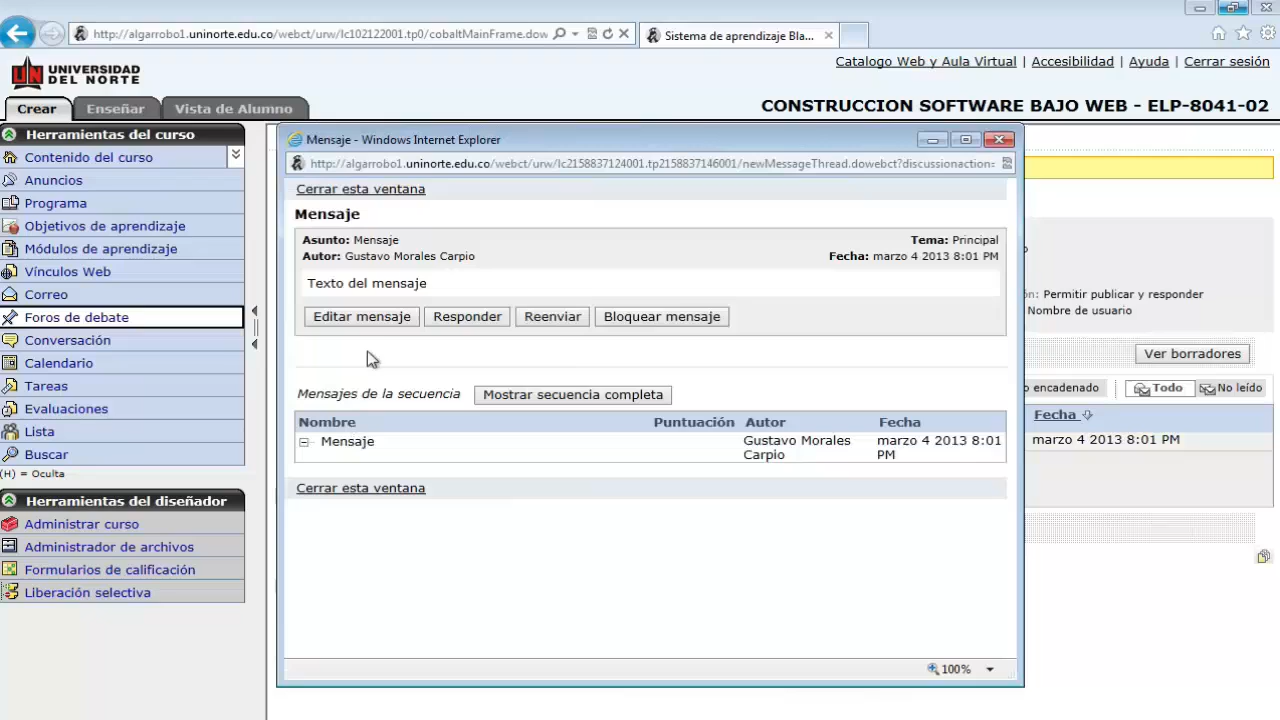 http://algarrobo1.uninorte.edu.co/webct/urw/lc102122001.tp0/cobaltMainFrame.dow
Sistema de aprendizaje Bla...
UNIVERSIDAD
DEL NORTE
Catalogo Web y Aula Virtual | Accesibilidad | Ayuda | Cerrar sesión
Crear
Enseñar
Vista de Alumno
CONSTRUCCION SOFTWARE BAJO WEB - ELP-8041-02
Herramientas del curso
Contenido del curso
Anuncios
Programa
Objetivos de aprendizaje
Módulos de aprendizaje
Vínculos Web
Correo
Foros de debate
Conversación
Calendario
Tareas
Evaluaciones
Lista
Buscar
(H) = Oculta
Herramientas del diseñador
Administrar curso
Administrador de archivos
Formularios de calificación
Liberación selectiva
Mensaje - Windows Internet Explorer
http://algarrobo1.uninorte.edu.co/webct/urw/lc2158837124001.tp2158837146001/newMessageThread.dowebct?discussionaction=
Cerrar esta ventana
Mensaje
Asunto: Mensaje
Tema: Principal
Autor: Gustavo Morales Carpio
Fecha: marzo 4 2013 8:01 PM
Texto del mensaje
Editar mensaje
Responder
Reenviar
Bloquear mensaje
Mensajes de la secuencia
Mostrar secuencia completa
Nombre Puntuación Autor Fecha
Mensaje Gustavo Morales Carpio marzo 4 2013 8:01 PM
Cerrar esta ventana
100%
o
ón: Permitir publicar y responder
Nombre de usuario
Ver borradores
o encadenado
Todo
No leído
Fecha
marzo 4 2013 8:01 PM